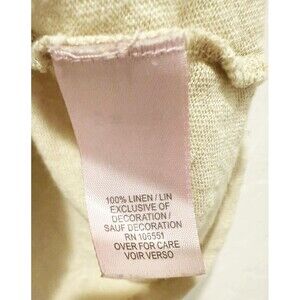 100% LINEN / LIN
EXCLUSIVE OF
DECORATION /
SAUF DECORATION
RN 106551
OVER FOR CARE
VOIR VERSO